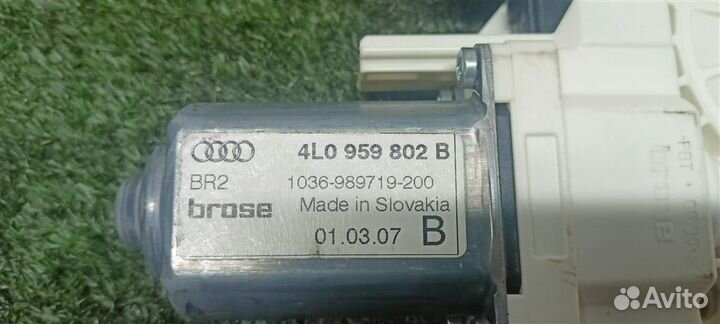 4L0 959 802 B
BR2 1036-989719-200
brose Made in Slovakia
01.03.07 B
Avito